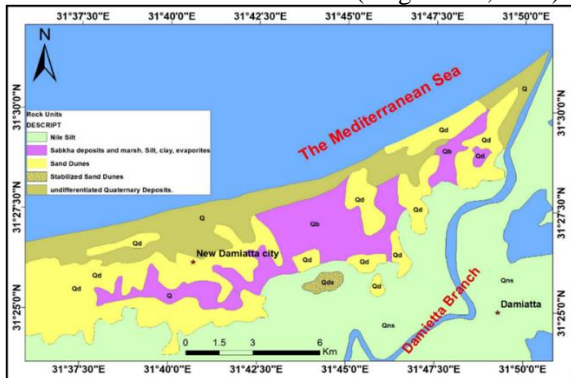 31°37'30"E 31°40'0"E 31°42'30"E 31°45'0"E 31°47'30"E 31°50'0"E
N
The Mediterranean Sea
31°30'0"N
31°30'0"N
Rock Units
DESCRIPT
Nile Silt
Sabkha deposits and marsh. Silt, clay, evaporites
Sand Dunes
Stabilized Sand Dunes
undifferentiated Quaternary Deposits.
Q
Qd
Qb
Qd
Qd
31°27'30"N
31°27'30"N
Q
Qb
Qd
Qd
Qd
New Damiatta city
Qd
Qd
Qd
Qd
Q
Qds
Qd
Qns
Damiatta
31°25'0"N
31°25'0"N
Qns
Damietta Branch
0 1.5 3 6
Km
31°37'30"E 31°40'0"E 31°42'30"E 31°45'0"E 31°47'30"E 31°50'0"E